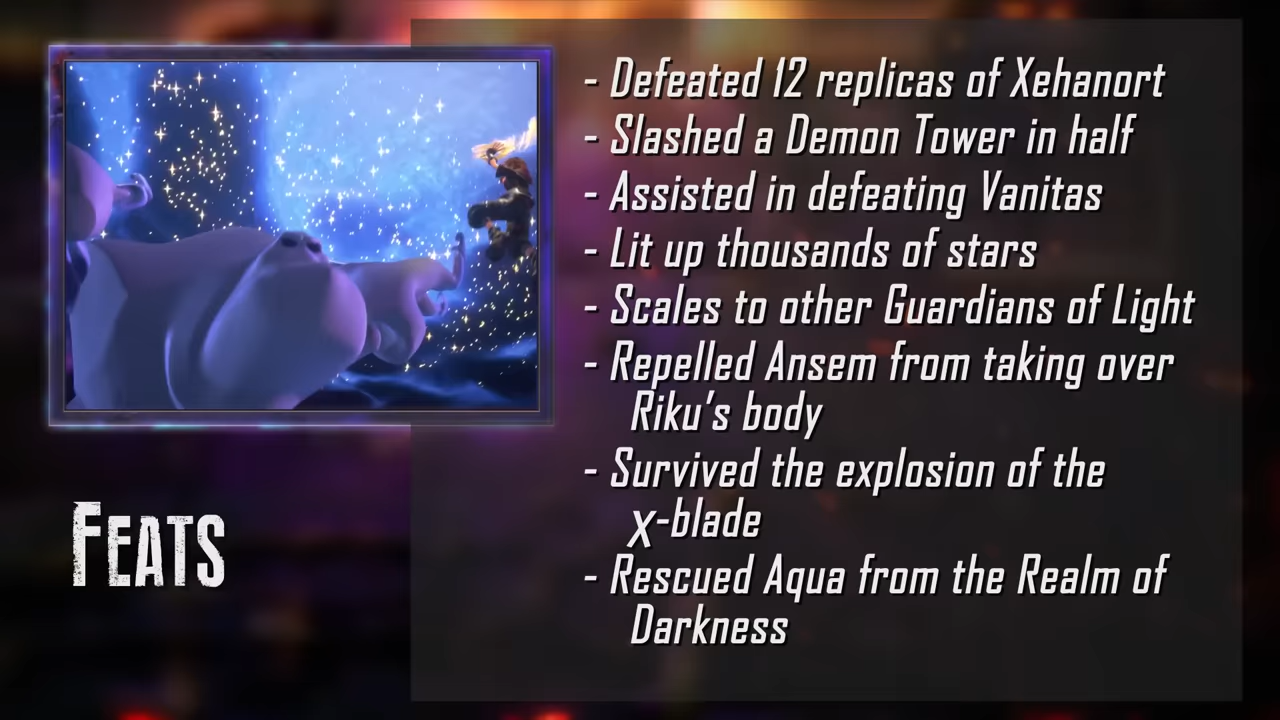 - Defeated 12 replicas of Xehanort
- Slashed a Demon Tower in half
- Assisted in defeating Vanitas
- Lit up thousands of stars
- Scales to other Guardians of Light
- Repelled Ansem from taking over
Riku's body
- Survived the explosion of the
χ-blade
- Rescued Aqua from the Realm of
Darkness
Feats